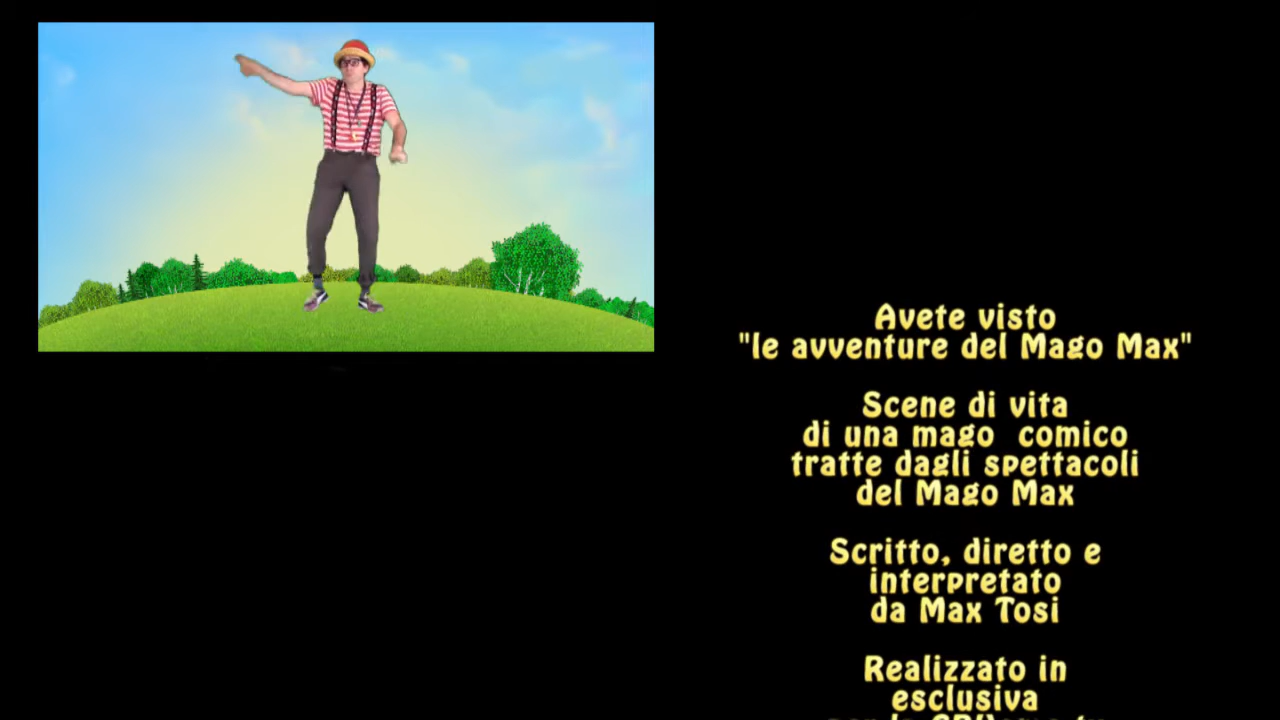 Avete visto
"le avventure del Mago Max"
Scene di vita
di una mago comico
tratte dagli spettacoli
del Mago Max
Scritto, diretto e
interpretato
da Max Tosi
Realizzato in
esclusiva